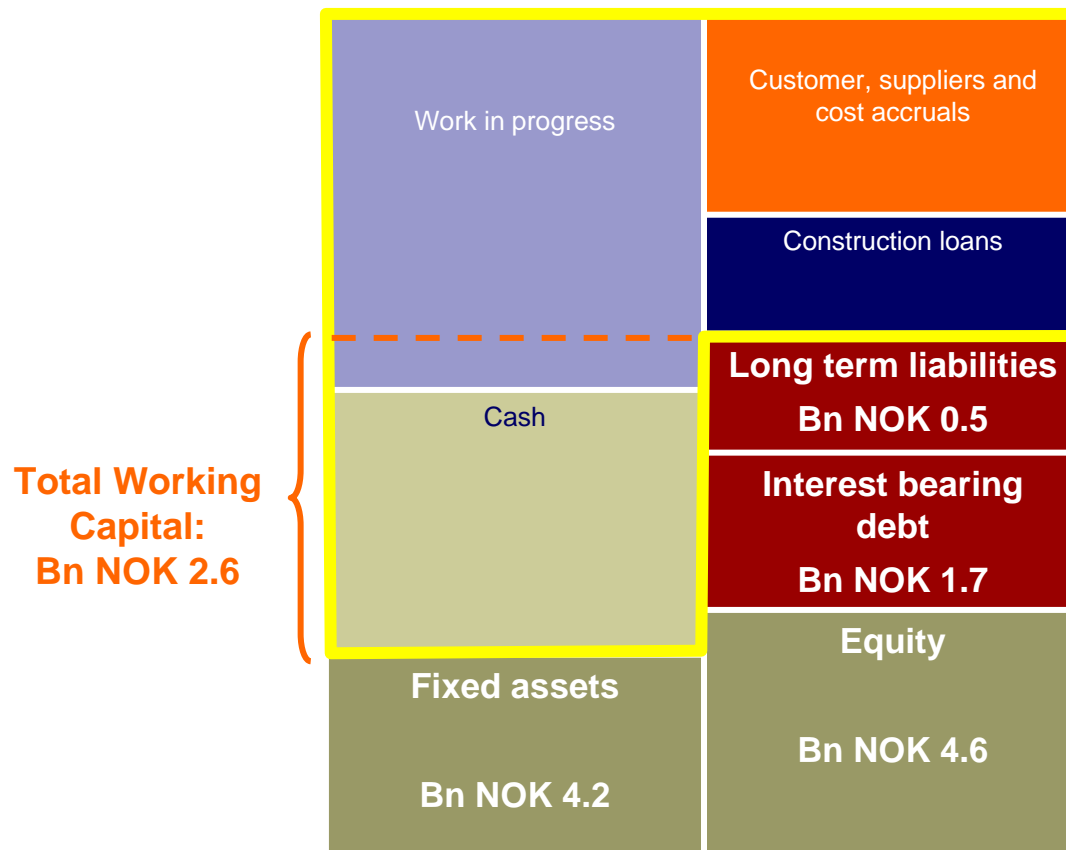 Work in progress
Customer, suppliers and
cost accruals
Construction loans
Long term liabilities
Bn NOK 0.5
Cash
Total Working
Capital:
Bn NOK 2.6
Interest bearing
debt
Bn NOK 1.7
Equity
Bn NOK 4.6
Fixed assets
Bn NOK 4.2